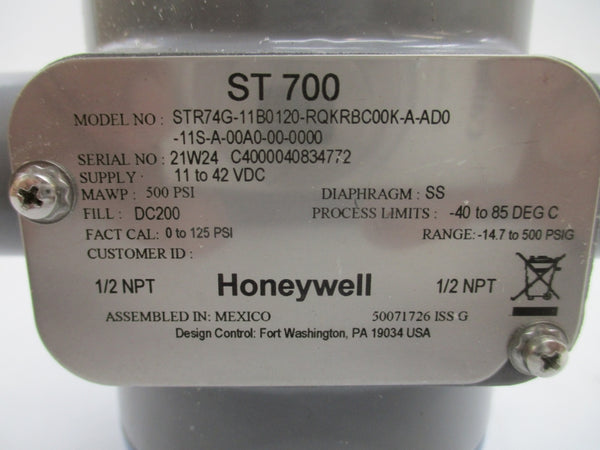 ST 700
MODEL NO : STR74G-11B0120-RQKRBC00K-A-AD0
-11S-A-00A0-00-0000
SERIAL NO : 21W24 C4000040834772
SUPPLY : 11 to 42 VDC
MAWP : 500 PSI DIAPHRAGM : SS
FILL : DC200 PROCESS LIMITS : -40 to 85 DEG C
FACT CAL: 0 to 125 PSI RANGE: -14.7 to 500 PSIG
CUSTOMER ID :
1/2 NPT Honeywell 1/2 NPT
ASSEMBLED IN: MEXICO 50071726 ISS G
Design Control: Fort Washington, PA 19034 USA